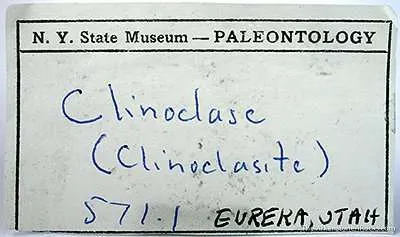 N. Y. State Museum — PALEONTOLOGY
Clinoclase
(Clinoclasite)
571.1 EUREKA, UTAH